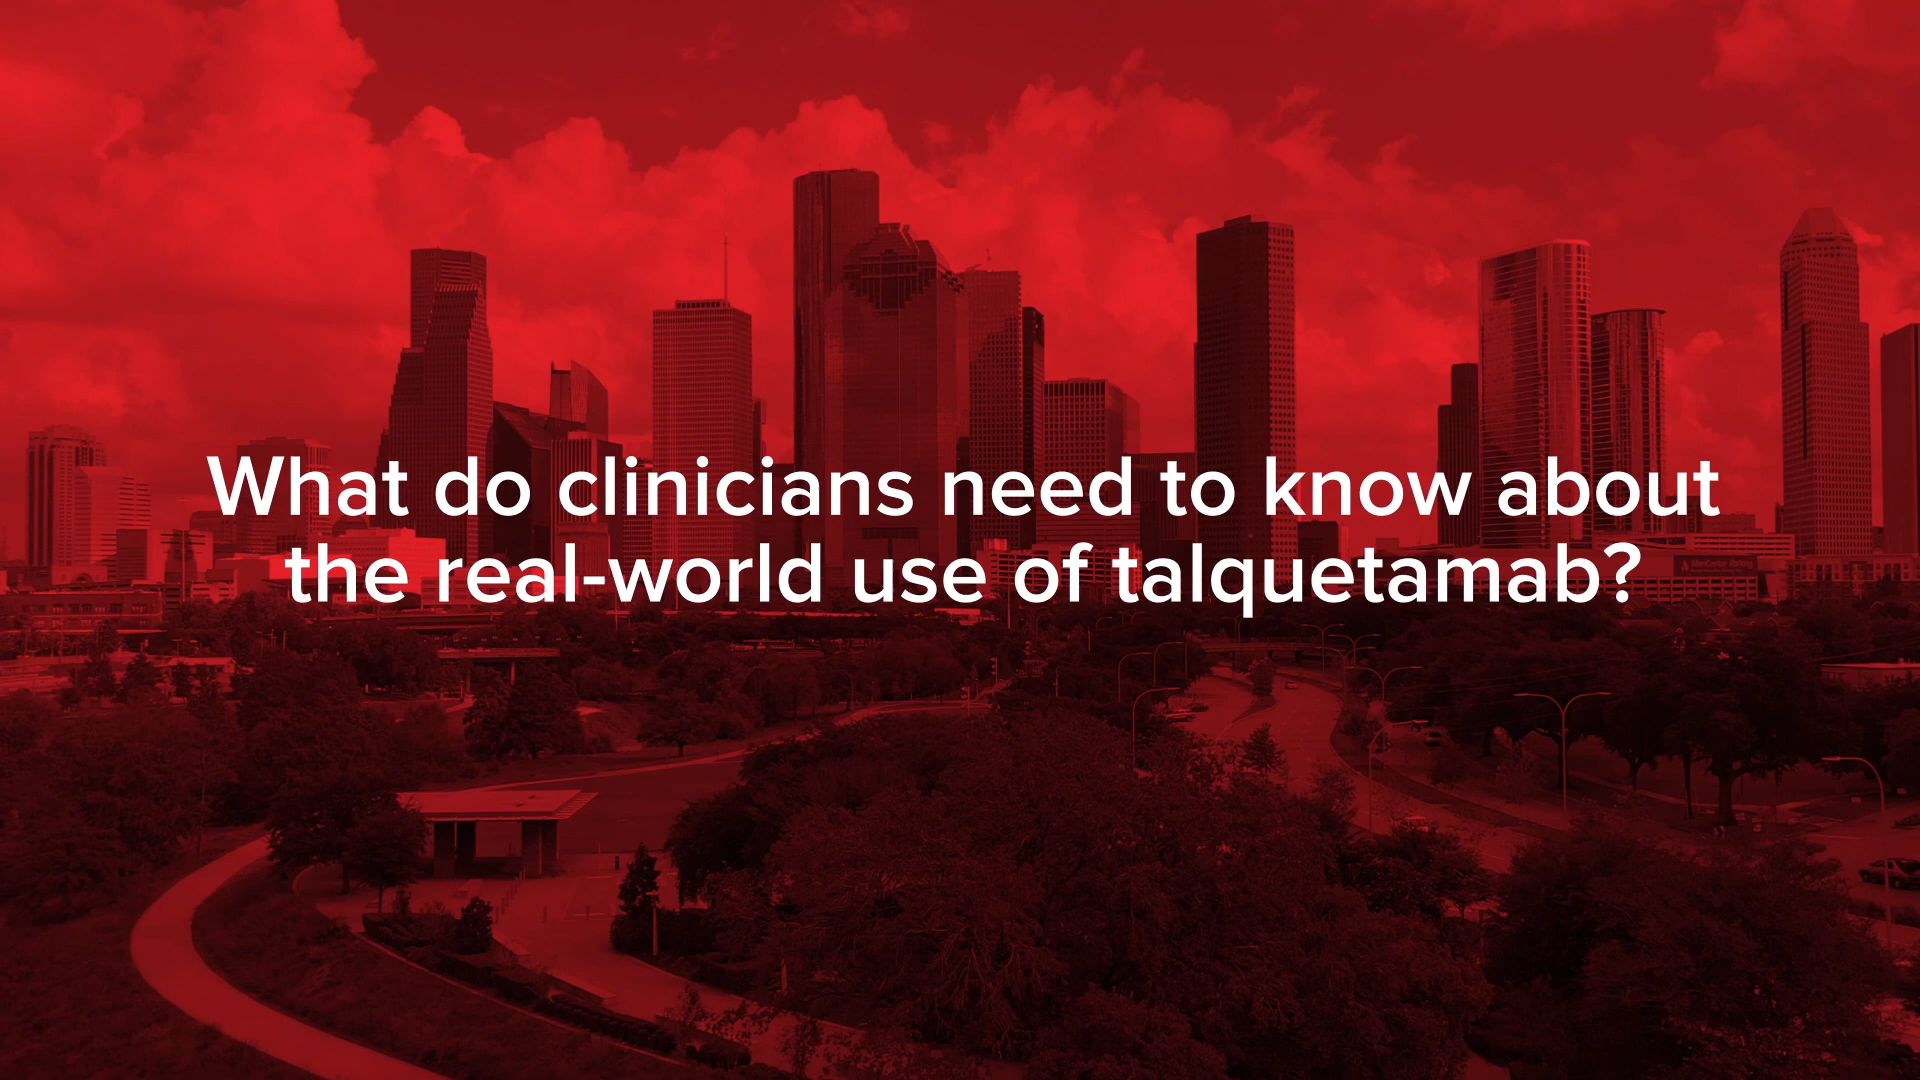 What do clinicians need to know about
the real-world use of talquetamab?